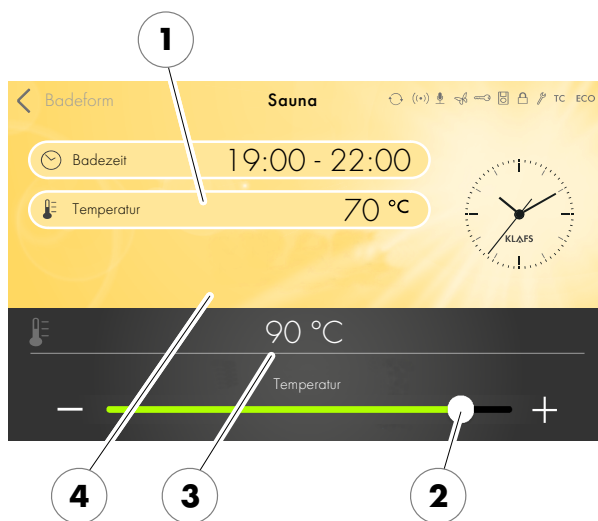 1
Badeform Sauna TC ECO
Badezeit 19:00 - 22:00
Temperatur 70 °C
KLAFS
90 °C
Temperatur
4 3 2